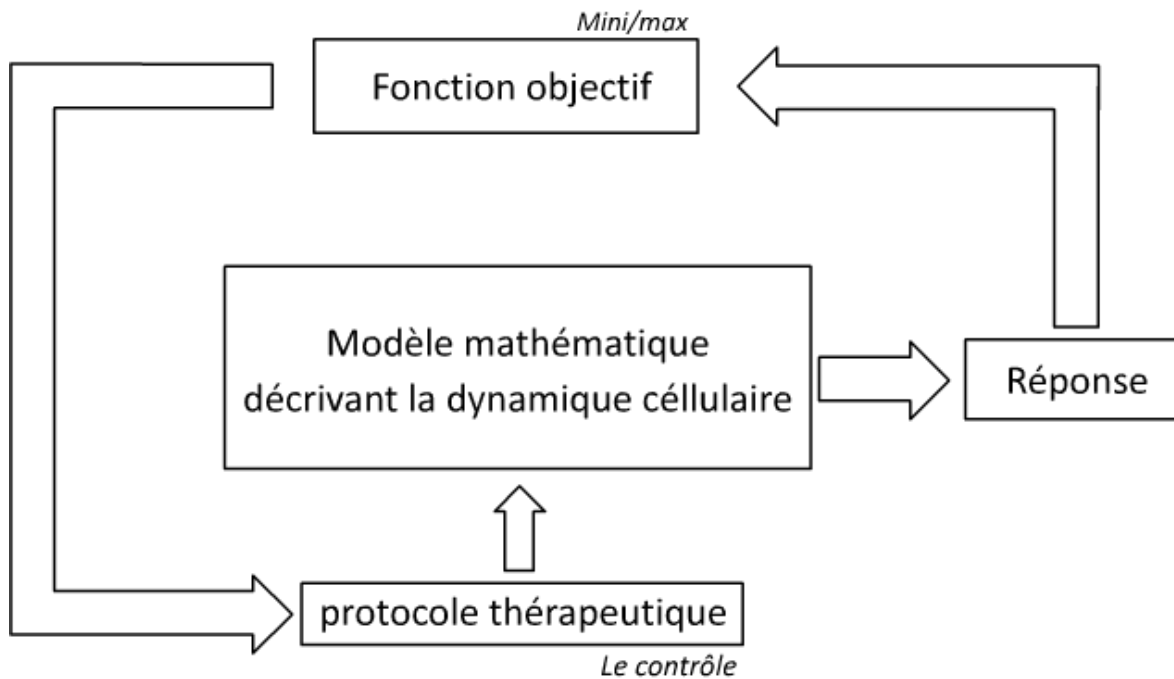 Mini/max
Fonction objectif
Modèle mathématique
décrivant la dynamique céllulaire
Réponse
protocole thérapeutique
Le contrôle